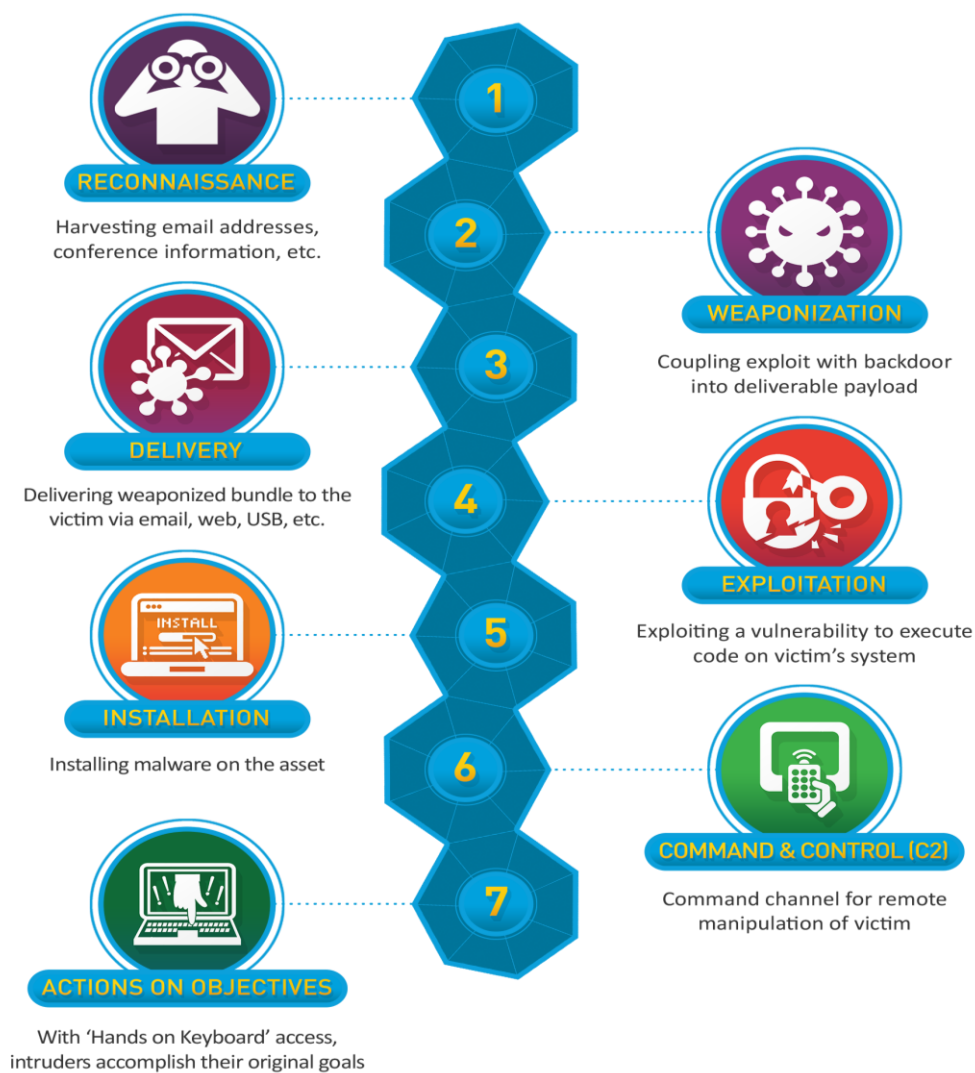 1
RECONNAISSANCE
Harvesting email addresses,
conference information, etc.
2
WEAPONIZATION
Coupling exploit with backdoor
into deliverable payload
3
DELIVERY
Delivering weaponized bundle to the
victim via email, web, USB, etc.
4
EXPLOITATION
Exploiting a vulnerability to execute
code on victim's system
5
INSTALL
INSTALLATION
Installing malware on the asset
6
COMMAND & CONTROL (C2)
Command channel for remote
manipulation of victim
7
ACTIONS ON OBJECTIVES
With ‘Hands on Keyboard’ access,
intruders accomplish their original goals